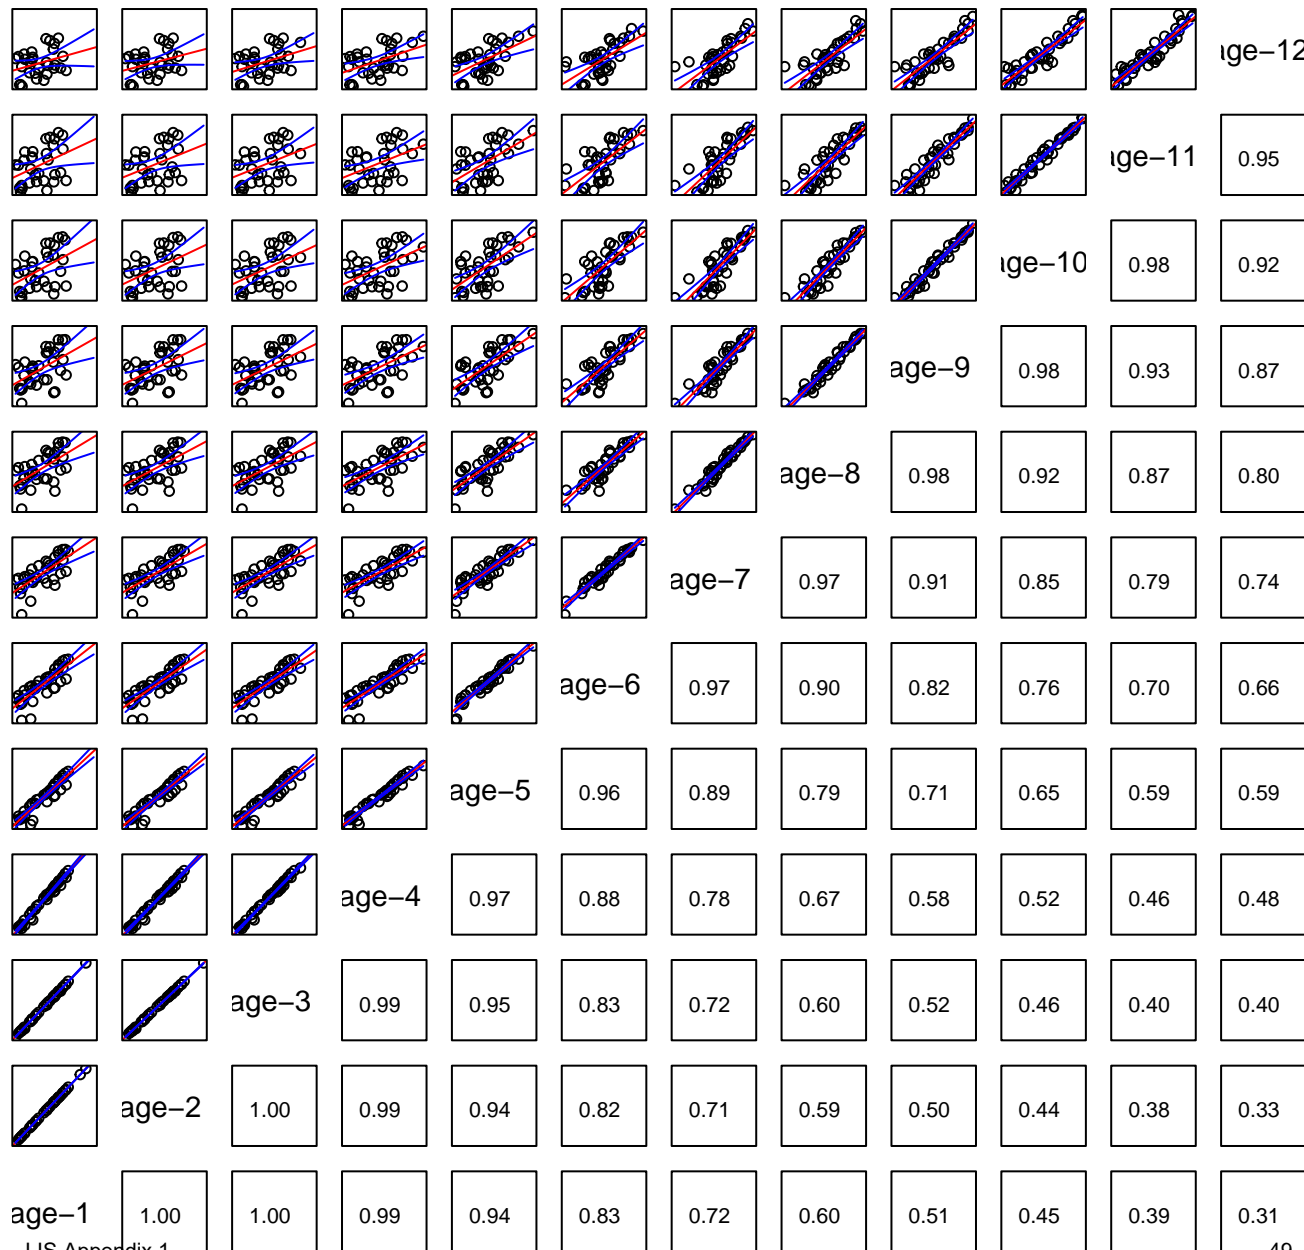 age−12
age−11 0.95
age−10 0.98 0.92
age−9 0.98 0.93 0.87
age−8 0.98 0.92 0.87 0.80
age−7 0.97 0.91 0.85 0.79 0.74
age−6 0.97 0.90 0.82 0.76 0.70 0.66
age−5 0.96 0.89 0.79 0.71 0.65 0.59 0.59
age−4 0.97 0.88 0.78 0.67 0.58 0.52 0.46 0.48
age−3 0.99 0.95 0.83 0.72 0.60 0.52 0.46 0.40 0.40
age−2 1.00 0.99 0.94 0.82 0.71 0.59 0.50 0.44 0.38 0.33
age−1 1.00 1.00 0.99 0.94 0.83 0.72 0.60 0.51 0.45 0.39 0.31
Appendix 1 49